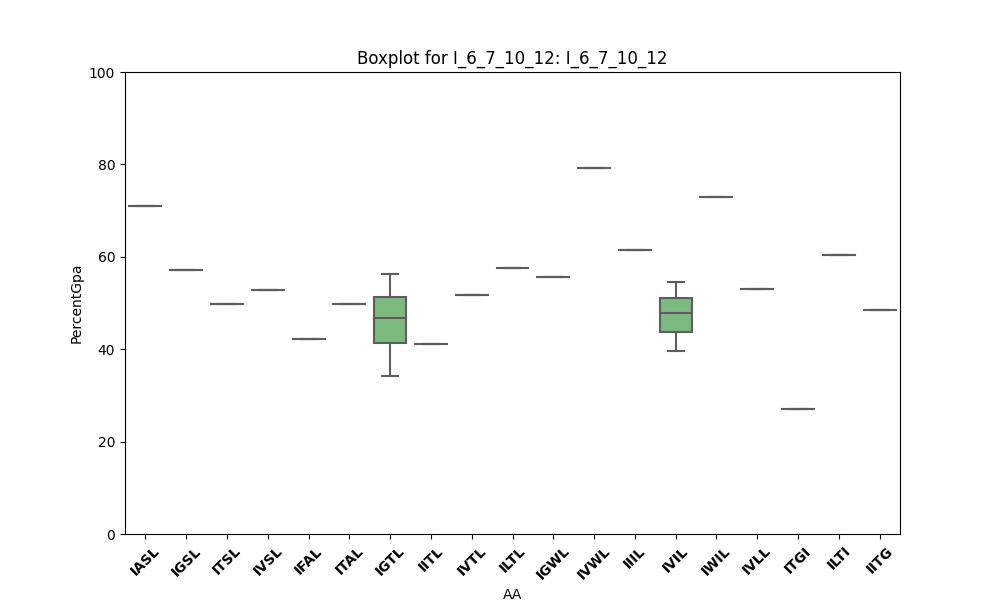 Boxplot for I_6_7_10_12: I_6_7_10_12
100
80
60
40
20
0
PercentGpa
IASL
IGSL
ITSL
IVSL
IFAL
ITAL
IGTL
IITL
IVTL
ILTL
IGWL
IVWL
IIIL
IVIL
IWIL
IVLL
ITGI
ILTI
IITG
AA